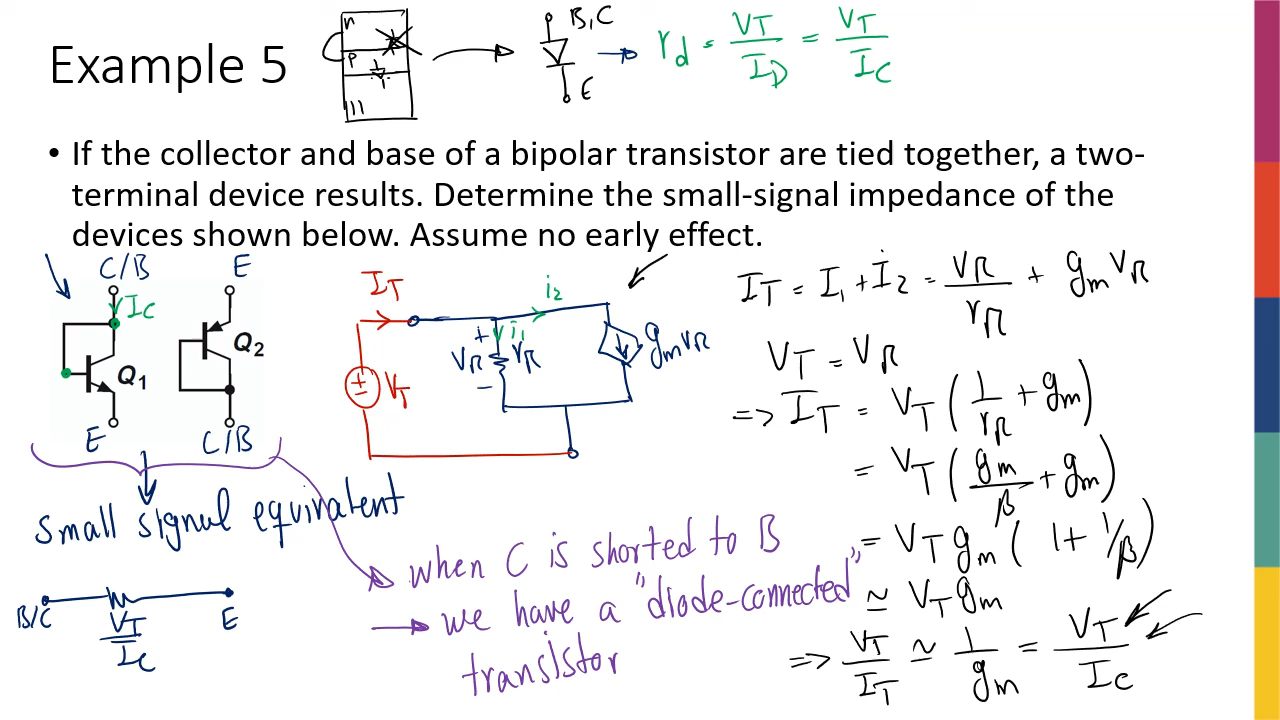 Example 5
n
p
n
B,C
E
r_d = V_T/I_D = V_T/I_C
• If the collector and base of a bipolar transistor are tied together, a two-
terminal device results. Determine the small-signal impedance of the
devices shown below. Assume no early effect.
C/B
I_C
Q₁
E
E
Q₂
C/B
I_T
+
-
V_T
+
V_π
-
i_1
r_π
i_2
g_m V_π
small signal equivalent
B/C
V_T/I_C
E
when C is shorted to B
we have a "diode-connected"
transistor
I_T = I_1 + i_2 = V_π/r_π + g_m V_π
V_T = V_π
=> I_T = V_T (1/r_π + g_m)
= V_T (g_m/β + g_m)
= V_T g_m (1 + 1/β)
≃ V_T g_m
=> V_T/I_T ≃ 1/g_m = V_T/I_C